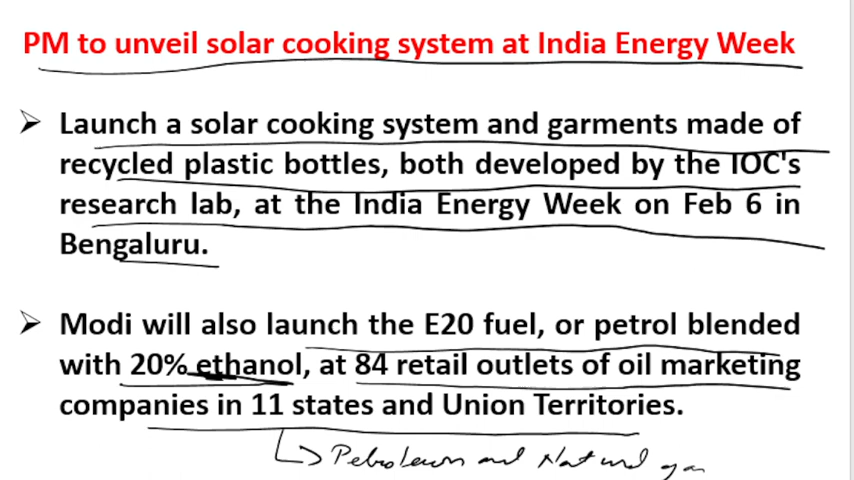 PM to unveil solar cooking system at India Energy Week
➢ Launch a solar cooking system and garments made of
recycled plastic bottles, both developed by the IOC's
research lab, at the India Energy Week on Feb 6 in
Bengaluru.
➢ Modi will also launch the E20 fuel, or petrol blended
with 20% ethanol, at 84 retail outlets of oil marketing
companies in 11 states and Union Territories.
↳ Petroleum and Natural gas